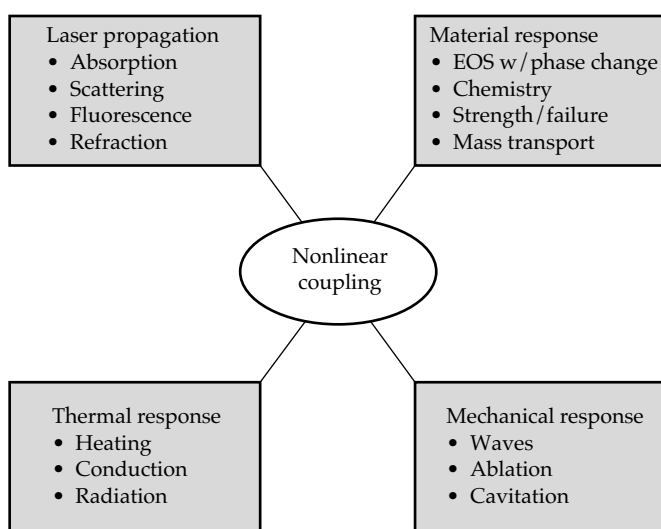 Laser propagation
• Absorption
• Scattering
• Fluorescence
• Refraction
Material response
• EOS w/phase change
• Chemistry
• Strength/failure
• Mass transport
Nonlinear
coupling
Thermal response
• Heating
• Conduction
• Radiation
Mechanical response
• Waves
• Ablation
• Cavitation